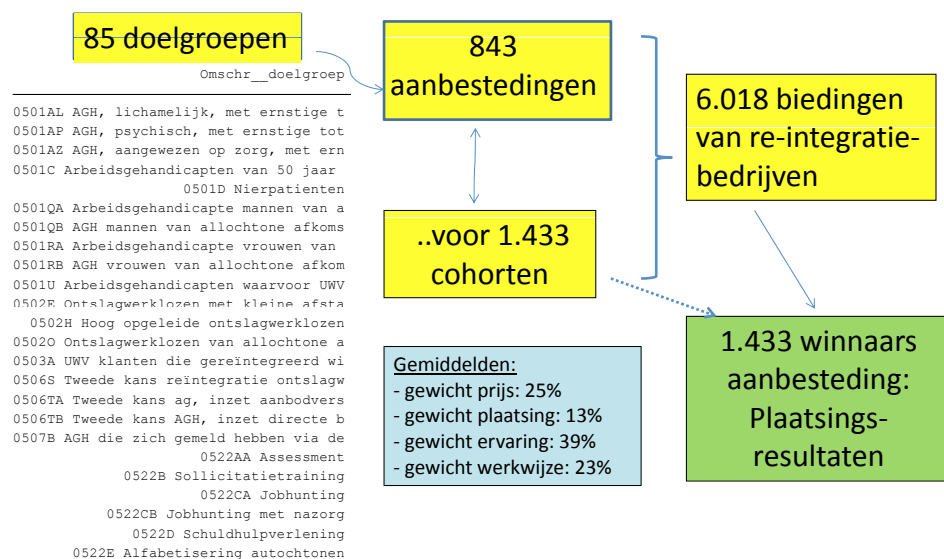 85 doelgroepen
Omschr__doelgroep
0501AL AGH, lichamelijk, met ernstige t
0501AP AGH, psychisch, met ernstige tot
0501AZ AGH, aangewezen op zorg, met ern
0501C Arbeidsgehandicapten van 50 jaar
0501D Nierpatienten
0501QA Arbeidsgehandicapte mannen van a
0501QB AGH mannen van allochtone afkoms
0501RA Arbeidsgehandicapte vrouwen van
0501RB AGH vrouwen van allochtone afkom
0501U Arbeidsgehandicapten waarvoor UWV
0502E Ontslagwerklozen met kleine afsta
0502H Hoog opgeleide ontslagwerklozen
0502O Ontslagwerklozen van allochtone a
0503A UWV klanten die gereïntegreerd wi
0506S Tweede kans reïntegratie ontslagw
0506TA Tweede kans ag, inzet aanbodvers
0506TB Tweede kans AGH, inzet directe b
0507B AGH die zich gemeld hebben via de
0522AA Assessment
0522B Sollicitatietraining
0522CA Jobhunting
0522CB Jobhunting met nazorg
0522D Schuldhulpverlening
0522E Alfabetisering autochtonen
843
aanbestedingen
..voor 1.433
cohorten
Gemiddelden:
- gewicht prijs: 25%
- gewicht plaatsing: 13%
- gewicht ervaring: 39%
- gewicht werkwijze: 23%
6.018 biedingen
van re-integratie-
bedrijven
1.433 winnaars
aanbesteding:
Plaatsings-
resultaten